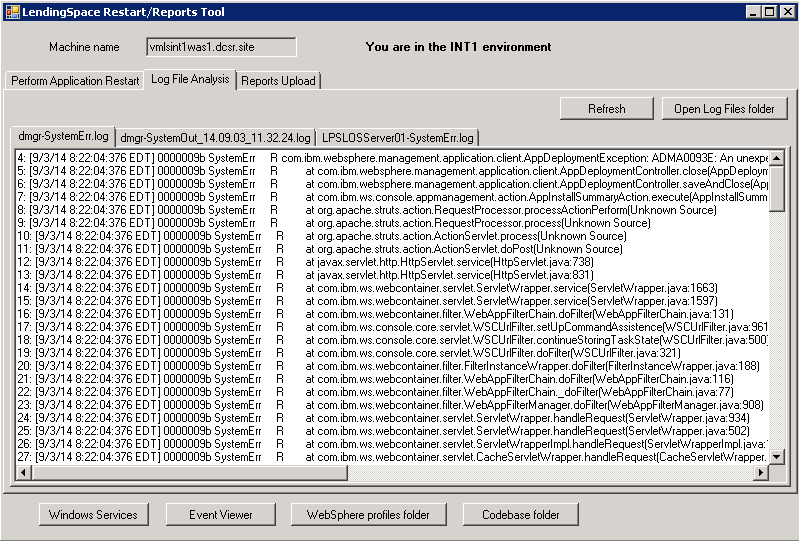 LendingSpace Restart/Reports Tool
Machine name vmlsint1was1.dcsr.site You are in the INT1 environment
Perform Application Restart Log File Analysis Reports Upload
Refresh Open Log Files folder
dmgr-SystemErr.log dmgr-SystemOut_14.09.03_11.32.24.log LPSLOSServer01-SystemErr.log
4: [9/3/14 8:22:04:376 EDT] 0000009b SystemErr R com.ibm.websphere.management.application.client.AppDeploymentException: ADMA0093E: An unexpe
5: [9/3/14 8:22:04:376 EDT] 0000009b SystemErr R at com.ibm.websphere.management.application.client.AppDeploymentController.close(AppDeploym
6: [9/3/14 8:22:04:376 EDT] 0000009b SystemErr R at com.ibm.websphere.management.application.client.AppDeploymentController.saveAndClose(App
7: [9/3/14 8:22:04:376 EDT] 0000009b SystemErr R at com.ibm.ws.console.appmanagement.action.AppInstallSummaryAction.execute(AppInstallSumm
8: [9/3/14 8:22:04:376 EDT] 0000009b SystemErr R at org.apache.struts.action.RequestProcessor.processActionPerform(Unknown Source)
9: [9/3/14 8:22:04:376 EDT] 0000009b SystemErr R at org.apache.struts.action.RequestProcessor.process(Unknown Source)
10: [9/3/14 8:22:04:376 EDT] 0000009b SystemErr R at org.apache.struts.action.ActionServlet.process(Unknown Source)
11: [9/3/14 8:22:04:376 EDT] 0000009b SystemErr R at org.apache.struts.action.ActionServlet.doPost(Unknown Source)
12: [9/3/14 8:22:04:376 EDT] 0000009b SystemErr R at javax.servlet.http.HttpServlet.service(HttpServlet.java:738)
13: [9/3/14 8:22:04:376 EDT] 0000009b SystemErr R at javax.servlet.http.HttpServlet.service(HttpServlet.java:831)
14: [9/3/14 8:22:04:376 EDT] 0000009b SystemErr R at com.ibm.ws.webcontainer.servlet.ServletWrapper.service(ServletWrapper.java:1663)
15: [9/3/14 8:22:04:376 EDT] 0000009b SystemErr R at com.ibm.ws.webcontainer.servlet.ServletWrapper.service(ServletWrapper.java:1597)
16: [9/3/14 8:22:04:376 EDT] 0000009b SystemErr R at com.ibm.ws.webcontainer.filter.WebAppFilterChain.doFilter(WebAppFilterChain.java:131)
17: [9/3/14 8:22:04:376 EDT] 0000009b SystemErr R at com.ibm.ws.console.core.servlet.WSCUrlFilter.setUpCommandAssistence(WSCUrlFilter.java:961
18: [9/3/14 8:22:04:376 EDT] 0000009b SystemErr R at com.ibm.ws.console.core.servlet.WSCUrlFilter.continueStoringTaskState(WSCUrlFilter.java:500)
19: [9/3/14 8:22:04:376 EDT] 0000009b SystemErr R at com.ibm.ws.console.core.servlet.WSCUrlFilter.doFilter(WSCUrlFilter.java:321)
20: [9/3/14 8:22:04:376 EDT] 0000009b SystemErr R at com.ibm.ws.webcontainer.filter.FilterInstanceWrapper.doFilter(FilterInstanceWrapper.java:188)
21: [9/3/14 8:22:04:376 EDT] 0000009b SystemErr R at com.ibm.ws.webcontainer.filter.WebAppFilterChain.doFilter(WebAppFilterChain.java:116)
22: [9/3/14 8:22:04:376 EDT] 0000009b SystemErr R at com.ibm.ws.webcontainer.filter.WebAppFilterChain._doFilter(WebAppFilterChain.java:77)
23: [9/3/14 8:22:04:376 EDT] 0000009b SystemErr R at com.ibm.ws.webcontainer.filter.WebAppFilterManager.doFilter(WebAppFilterManager.java:908)
24: [9/3/14 8:22:04:376 EDT] 0000009b SystemErr R at com.ibm.ws.webcontainer.servlet.ServletWrapper.handleRequest(ServletWrapper.java:934)
25: [9/3/14 8:22:04:376 EDT] 0000009b SystemErr R at com.ibm.ws.webcontainer.servlet.ServletWrapper.handleRequest(ServletWrapper.java:502)
26: [9/3/14 8:22:04:376 EDT] 0000009b SystemErr R at com.ibm.ws.webcontainer.servlet.ServletWrapperImpl.handleRequest(ServletWrapperImpl.java:
27: [9/3/14 8:22:04:376 EDT] 0000009b SystemErr R at com.ibm.ws.webcontainer.servlet.CacheServletWrapper.handleRequest(CacheServletWrapper.
Windows Services Event Viewer WebSphere profiles folder Codebase folder